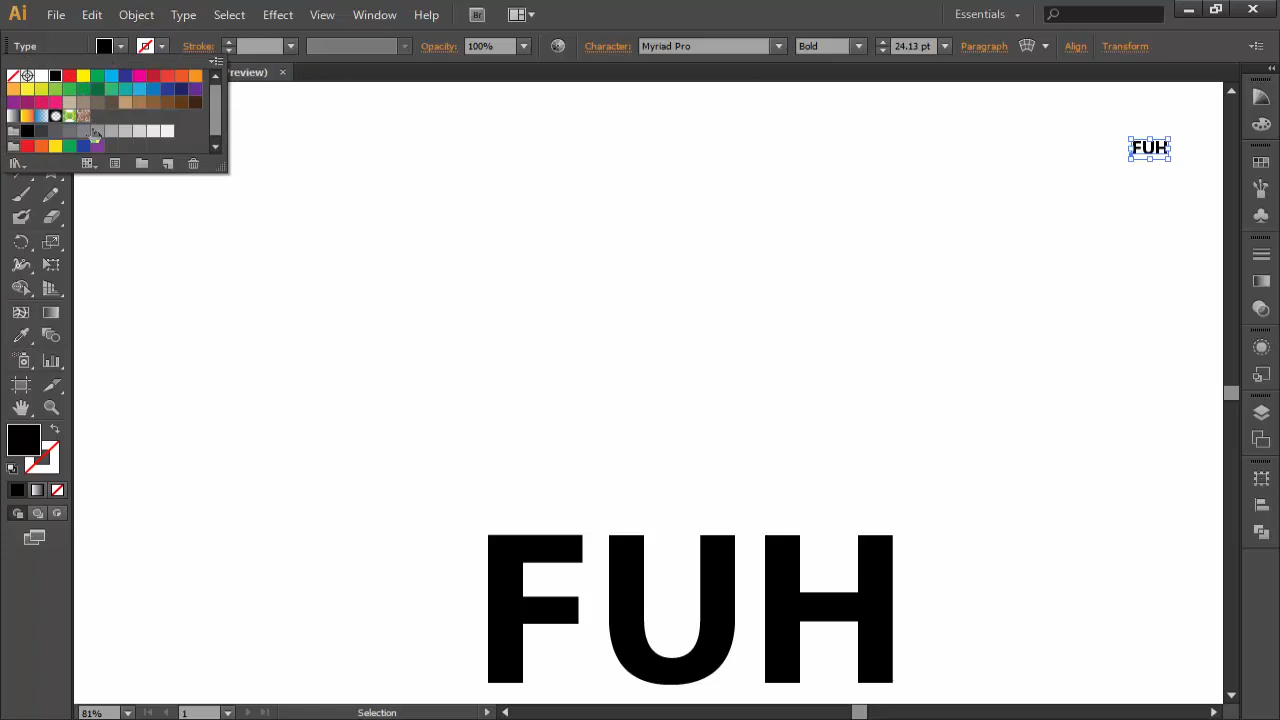 Ai File Edit Object Type Select Effect View Window Help Br Essentials
Type Stroke: Opacity: 100% Character: Myriad Pro Bold 24.13 pt Paragraph Align Transform
review)
FUH
FUH
81% 1 Selection